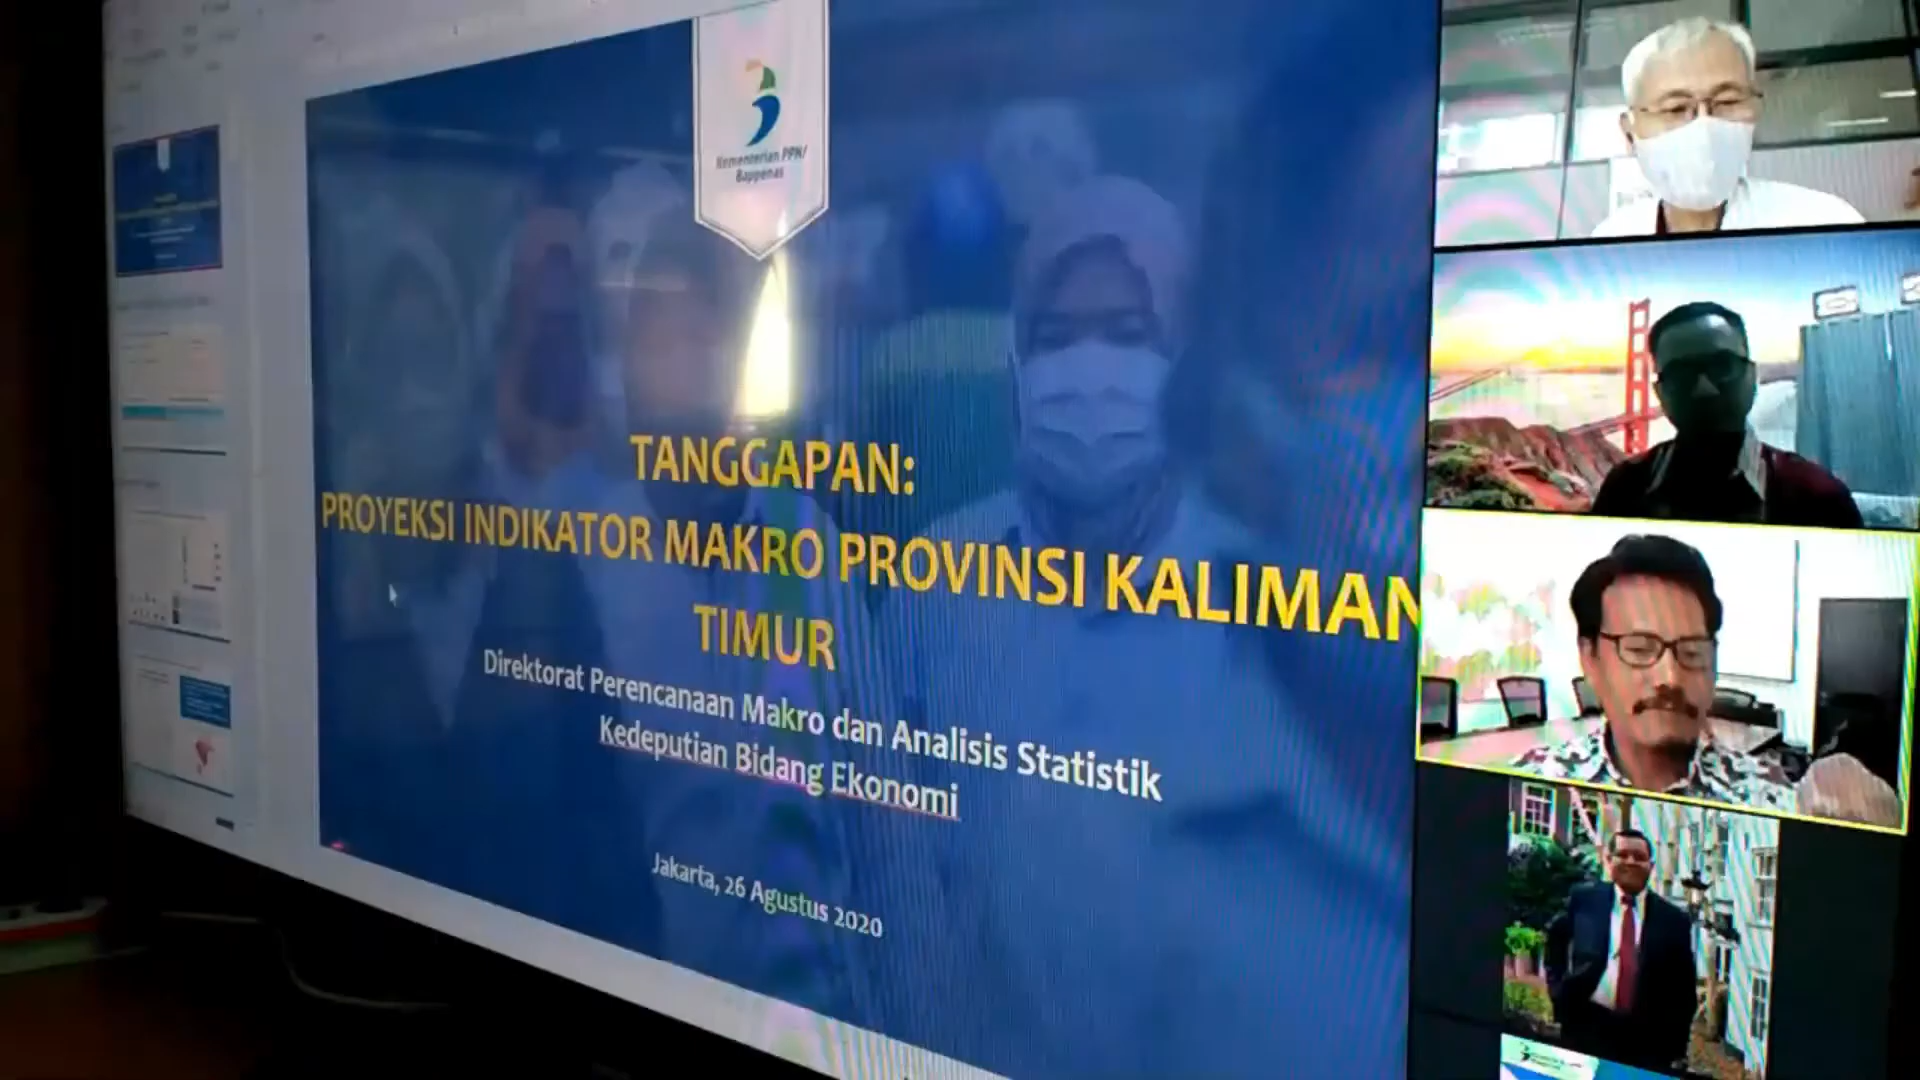 Kementerian PPN/
Bappenas
TANGGAPAN:
PROYEKSI INDIKATOR MAKRO PROVINSI KALIMAN
TIMUR
Direktorat Perencanaan Makro dan Analisis Statistik
Kedeputian Bidang Ekonomi
Jakarta, 26 Agustus 2020